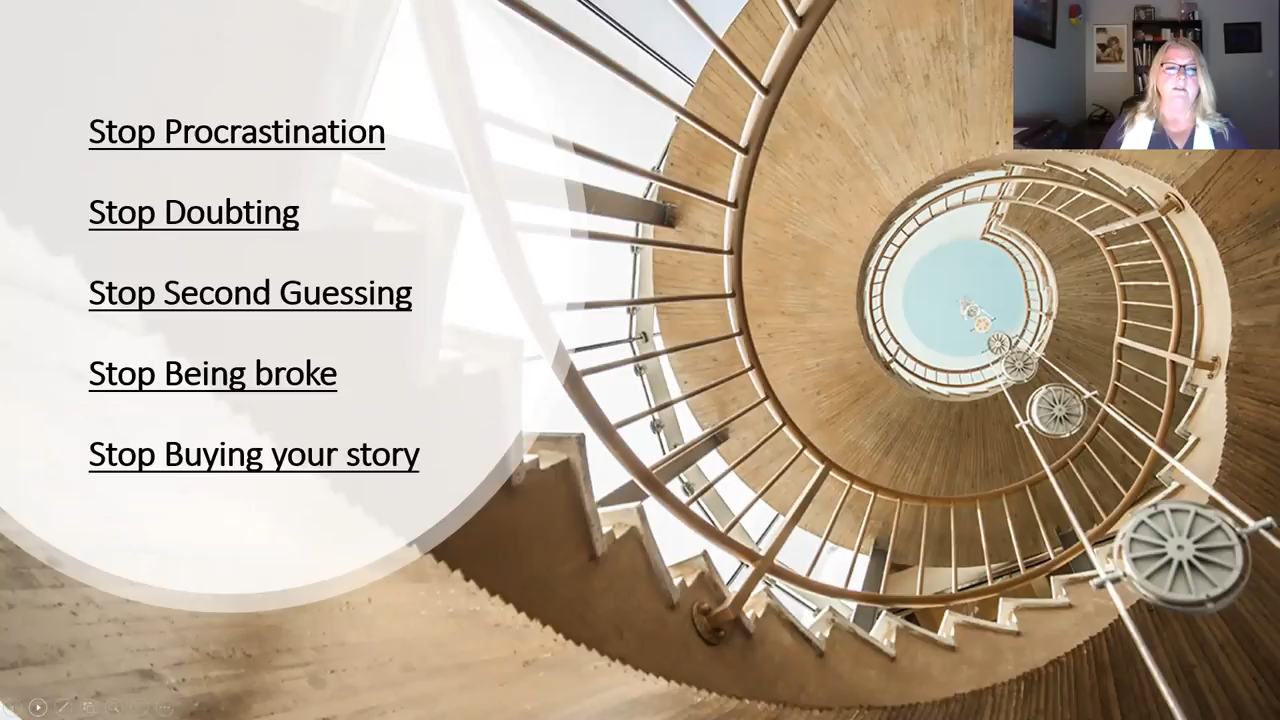 Stop Procrastination
Stop Doubting
Stop Second Guessing
Stop Being broke
Stop Buying your story